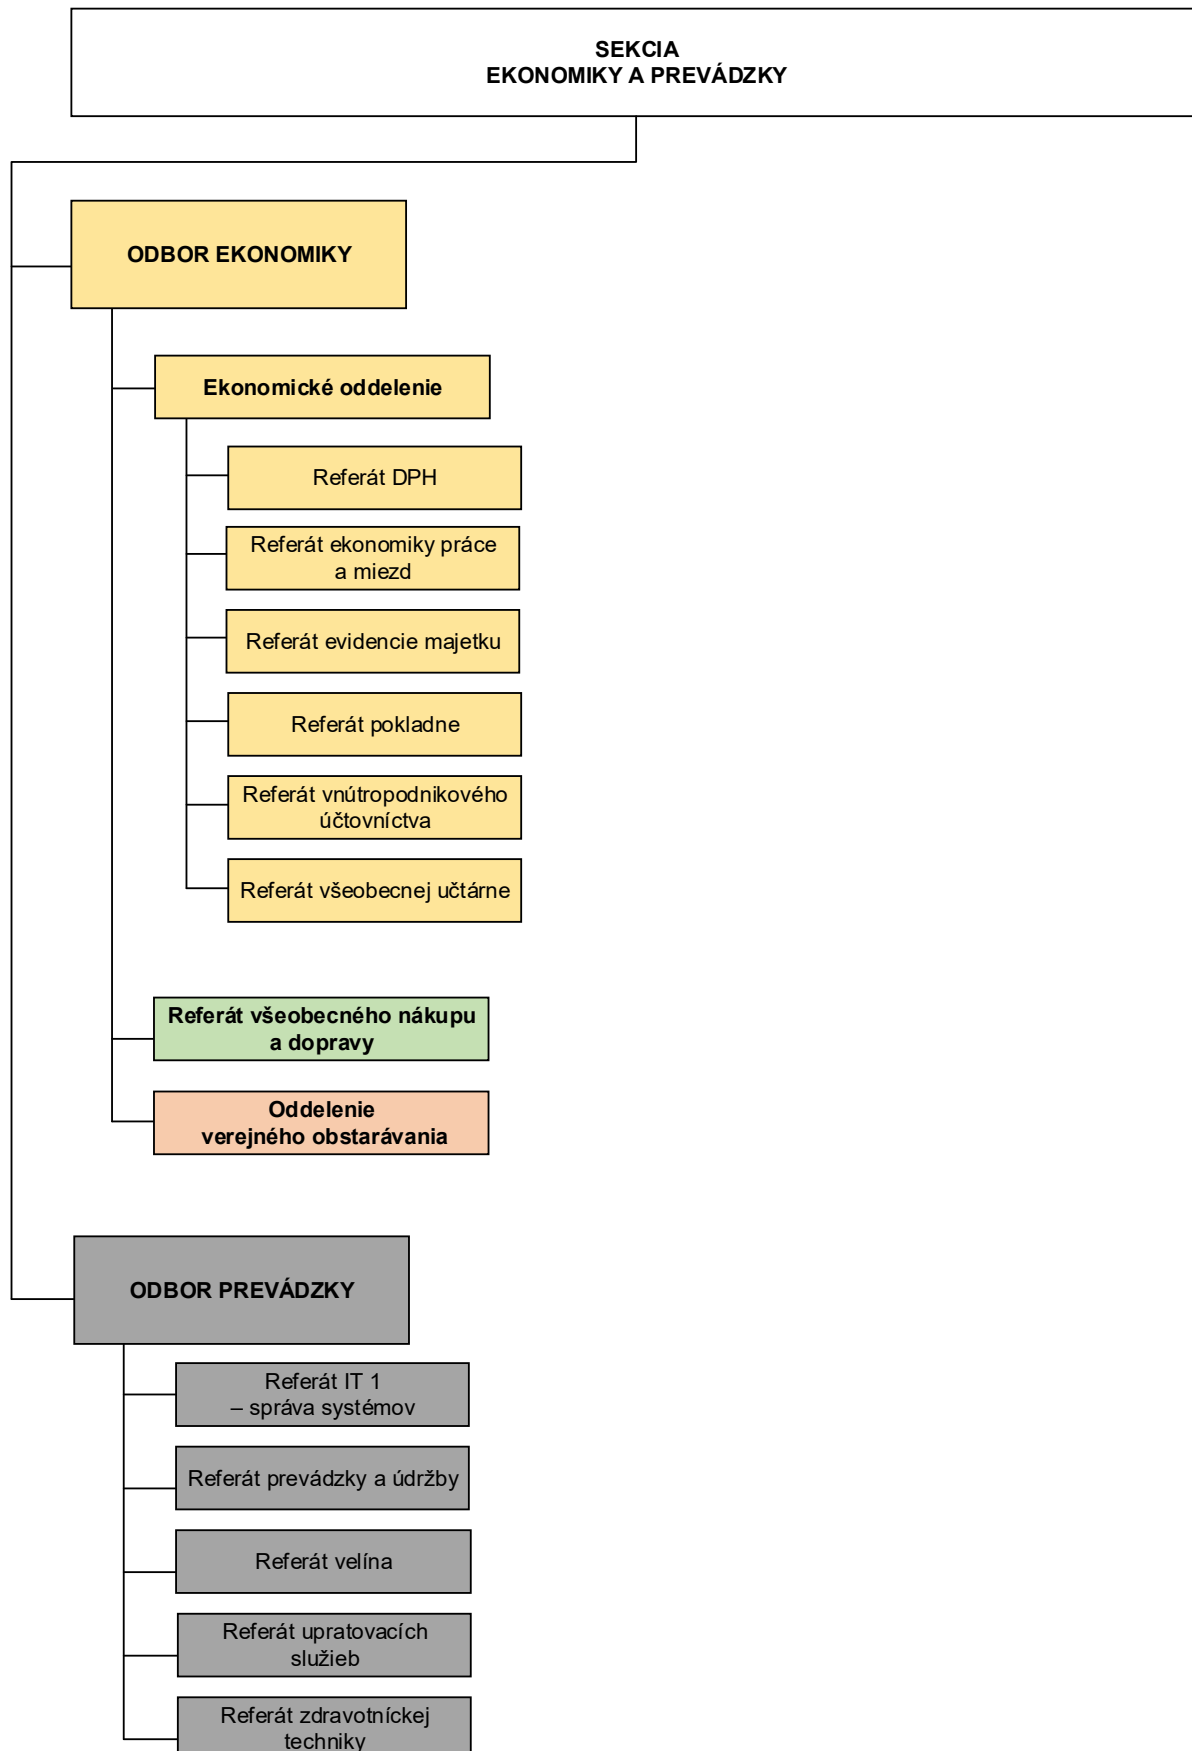 SEKCIA
EKONOMIKY A PREVÁDZKY
ODBOR EKONOMIKY
Ekonomické oddelenie
Referát DPH
Referát ekonomiky práce
a miezd
Referát evidencie majetku
Referát pokladne
Referát vnútropodnikového
účtovníctva
Referát všeobecnej učtárne
Referát všeobecného nákupu
a dopravy
Oddelenie
verejného obstarávania
ODBOR PREVÁDZKY
Referát IT 1
– správa systémov
Referát prevádzky a údržby
Referát velína
Referát upratovacích
služieb
Referát zdravotníckej
techniky